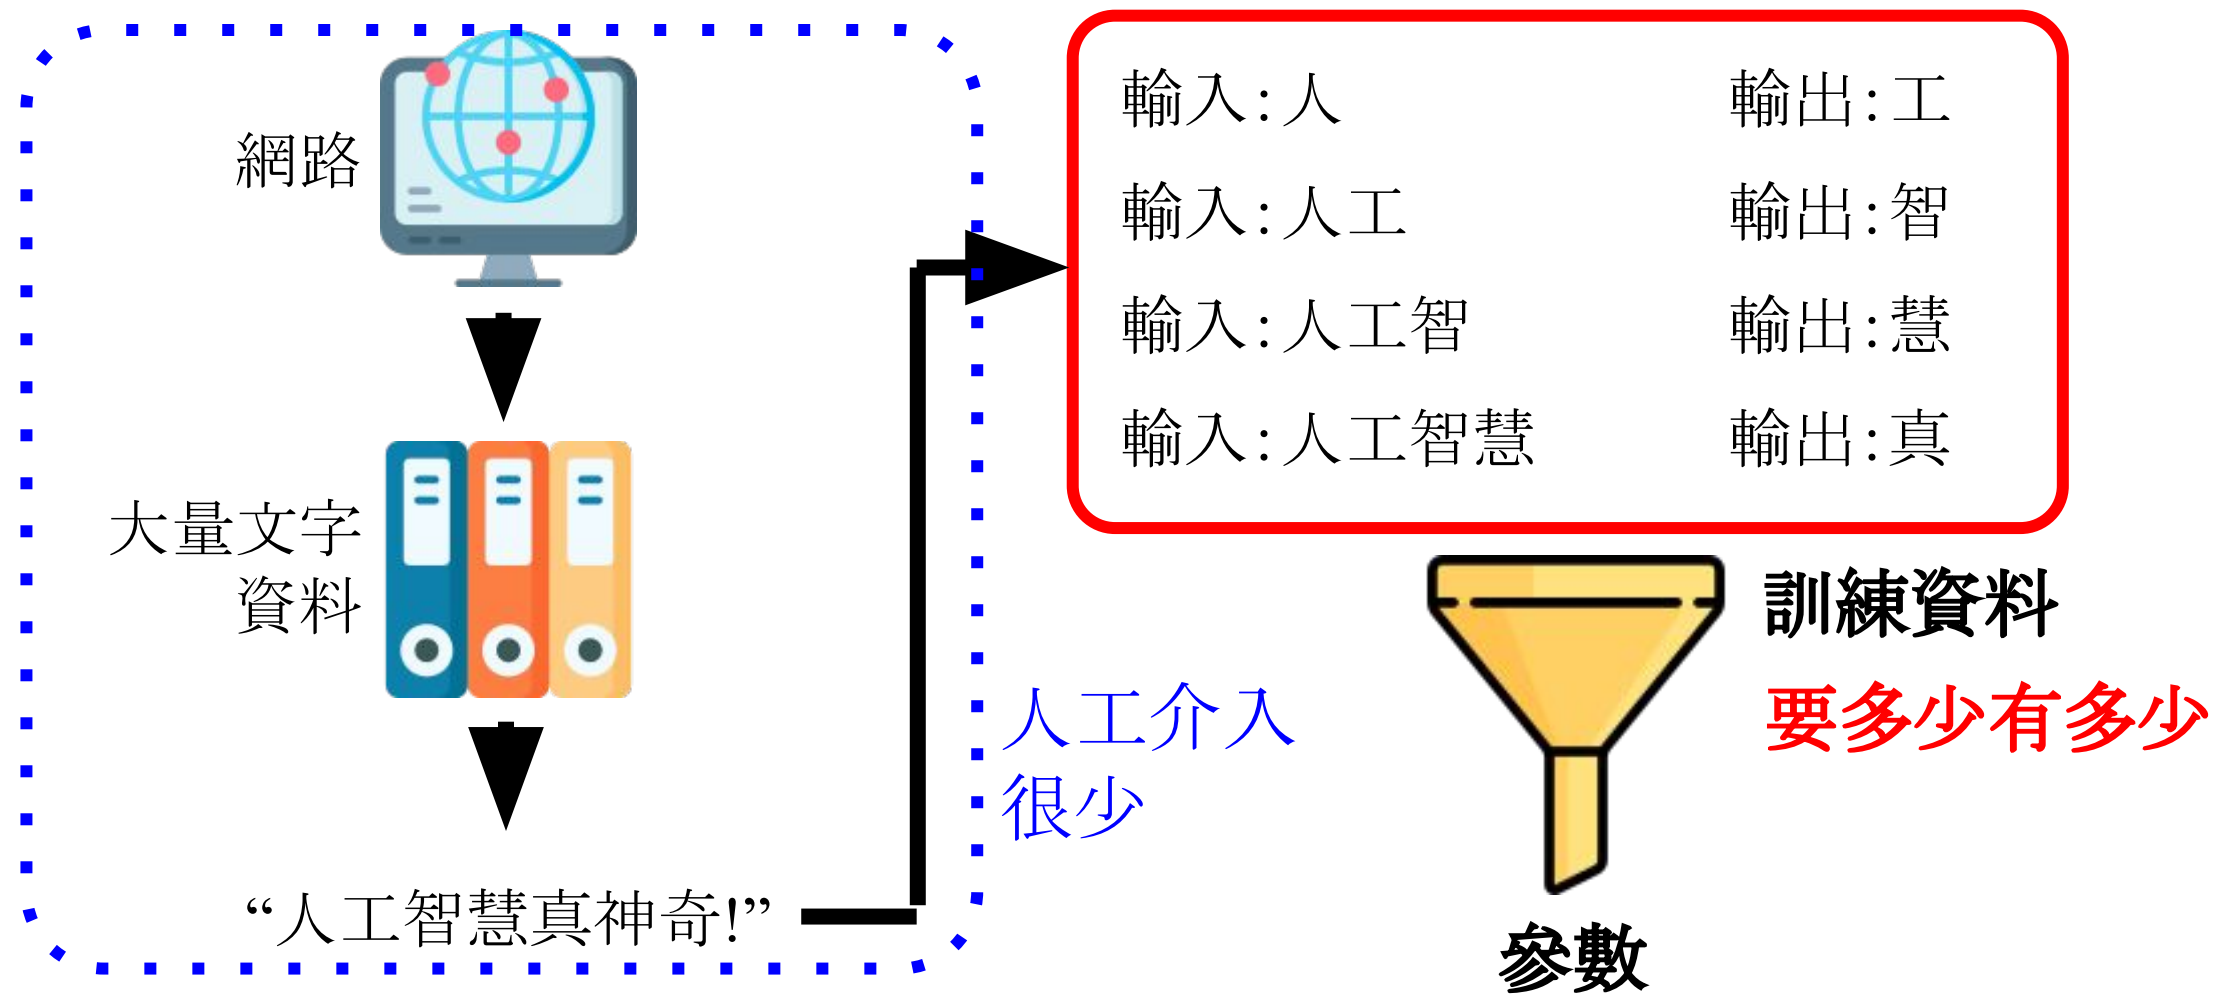 網路
大量文字
資料
“人工智慧真神奇!”
輸入:人 輸出:工
輸入:人工 輸出:智
輸入:人工智 輸出:慧
輸入:人工智慧 輸出:真
人工介入
很少
訓練資料
要多少有多少
參數